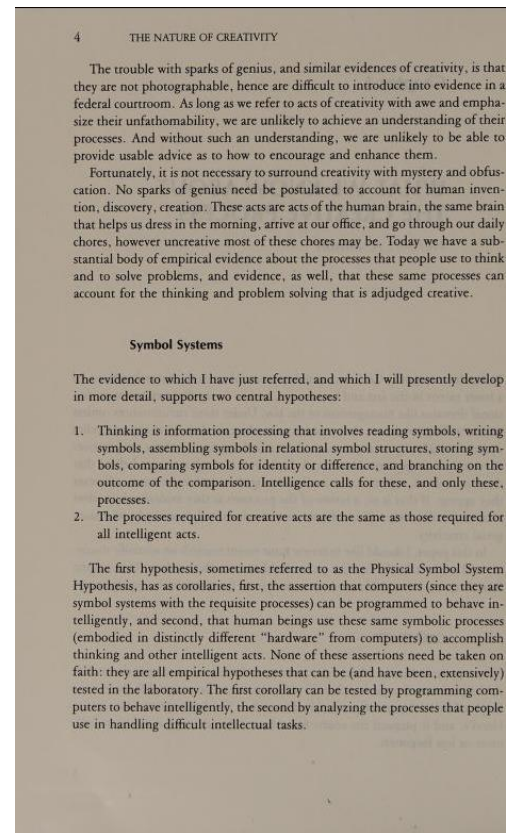 4 THE NATURE OF CREATIVITY
The trouble with sparks of genius, and similar evidences of creativity, is that
they are not photographable, hence are difficult to introduce into evidence in a
federal courtroom. As long as we refer to acts of creativity with awe and empha-
size their unfathomability, we are unlikely to achieve an understanding of their
processes. And without such an understanding, we are unlikely to be able to
provide usable advice as to how to encourage and enhance them.
Fortunately, it is not necessary to surround creativity with mystery and obfus-
cation. No sparks of genius need be postulated to account for human inven-
tion, discovery, creation. These acts are acts of the human brain, the same brain
that helps us dress in the morning, arrive at our office, and go through our daily
chores, however uncreative most of these chores may be. Today we have a sub-
stantial body of empirical evidence about the processes that people use to think
and to solve problems, and evidence, as well, that these same processes can
account for the thinking and problem solving that is adjudged creative.
Symbol Systems
The evidence to which I have just referred, and which I will presently develop
in more detail, supports two central hypotheses:
1. Thinking is information processing that involves reading symbols, writing
symbols, assembling symbols in relational symbol structures, storing sym-
bols, comparing symbols for identity or difference, and branching on the
outcome of the comparison. Intelligence calls for these, and only these,
processes.
2. The processes required for creative acts are the same as those required for
all intelligent acts.
The first hypothesis, sometimes referred to as the Physical Symbol System
Hypothesis, has as corollaries, first, the assertion that computers (since they are
symbol systems with the requisite processes) can be programmed to behave in-
telligently, and second, that human beings use these same symbolic processes
(embodied in distinctly different "hardware" from computers) to accomplish
thinking and other intelligent acts. None of these assertions need be taken on
faith: they are all empirical hypotheses that can be (and have been, extensively)
tested in the laboratory. The first corollary can be tested by programming com-
puters to behave intelligently, the second by analyzing the processes that people
use in handling difficult intellectual tasks.